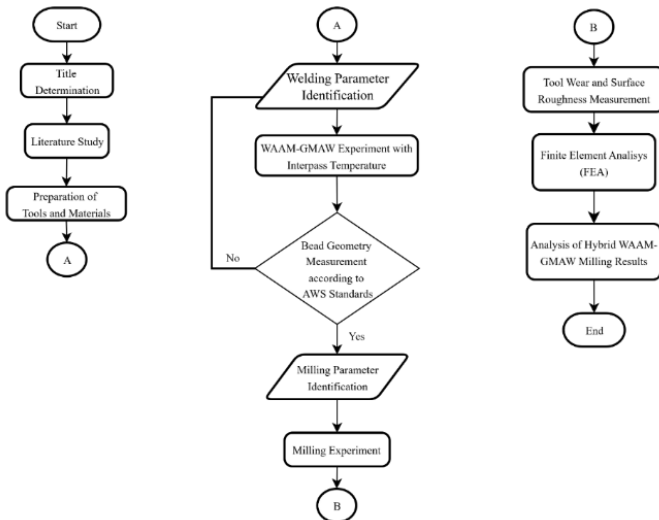 Start
Title
Determination
Literature Study
Preparation of
Tools and Materials
A
A
Welding Parameter
Identification
WAAM-GMAW Experiment with
Interpass Temperature
Bead Geometry
Measurement
according to
AWS Standards
No
Yes
Milling Parameter
Identification
Milling Experiment
B
B
Tool Wear and Surface
Roughness Measurement
Finite Element Analisys
(FEA)
Analysis of Hybrid WAAM-
GMAW Milling Results
End